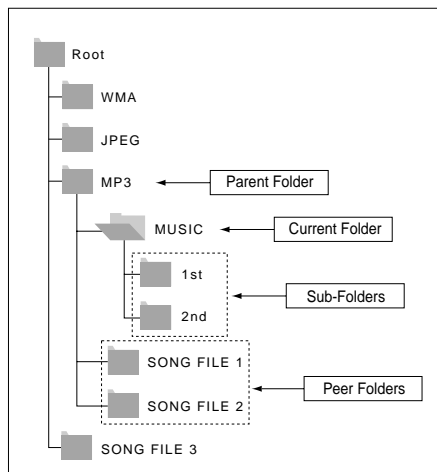 Root
WMA
JPEG
MP3
Parent Folder
MUSIC
Current Folder
1st
Sub-Folders
2nd
SONG FILE 1
Peer Folders
SONG FILE 2
SONG FILE 3